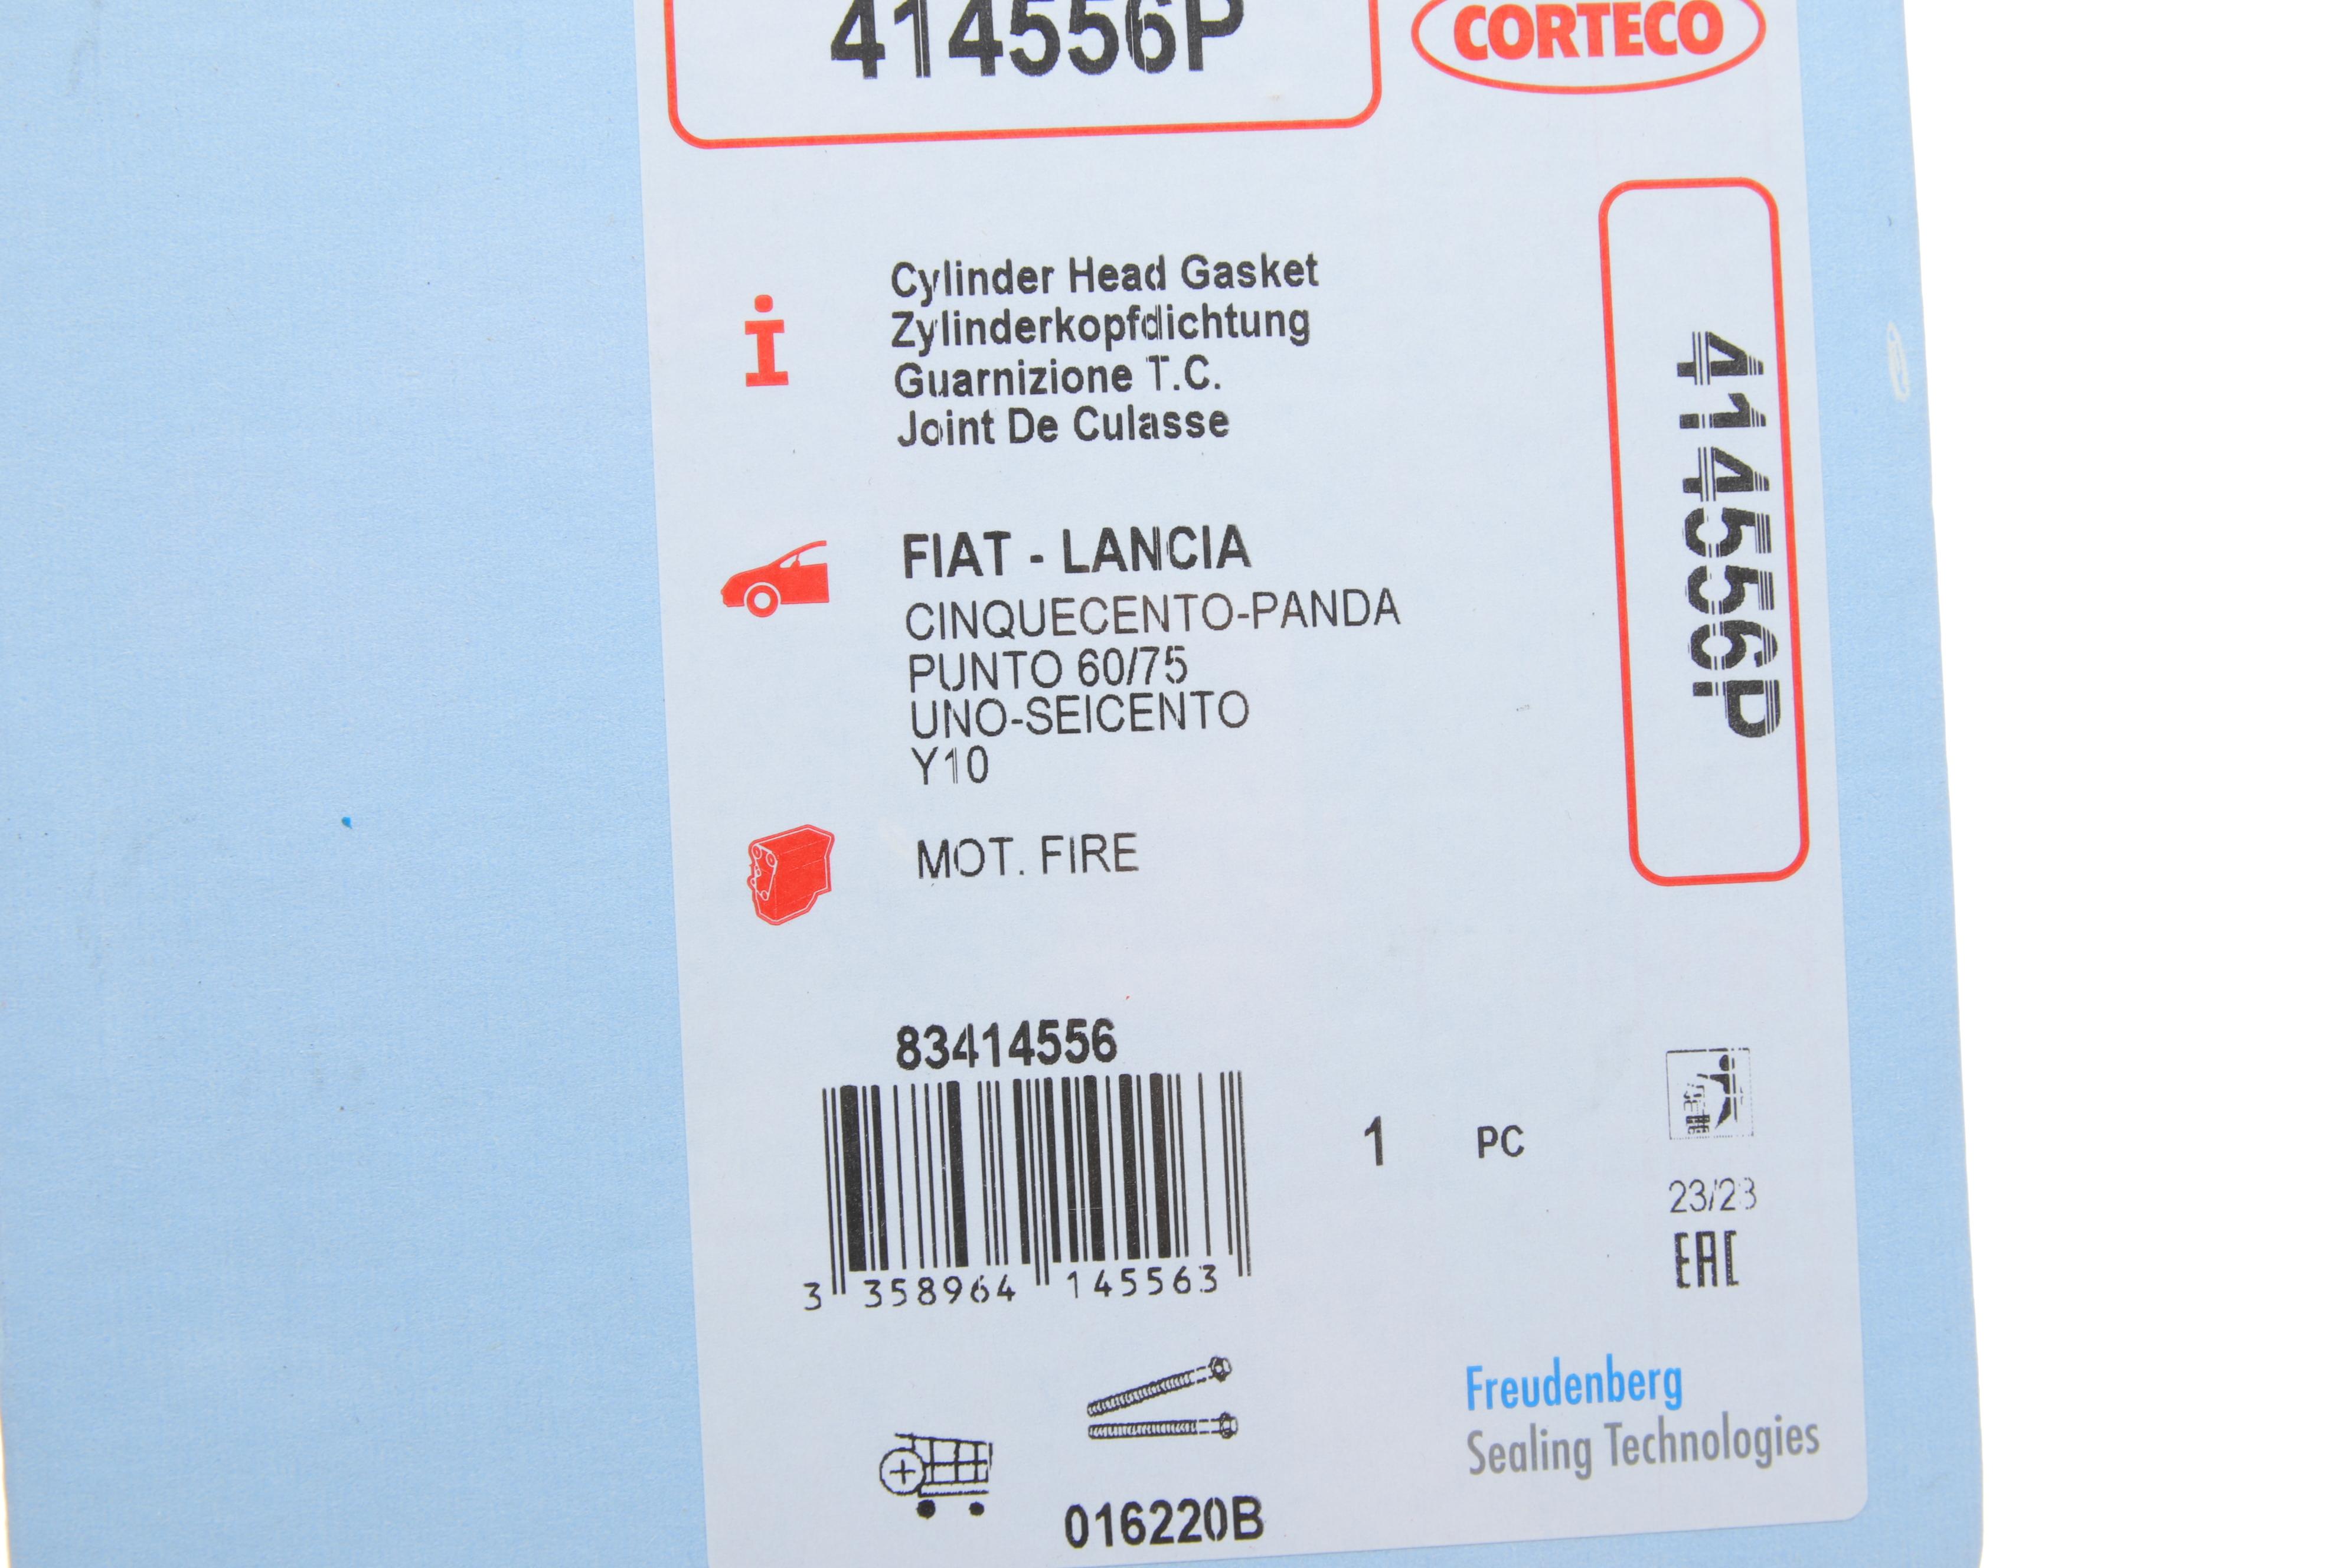 414556P
CORTECO
Cylinder Head Gasket
Zylinderkopfdichtung
Guarnizione T.C.
Joint De Culasse
414556P
FIAT - LANCIA
CINQUECENTO-PANDA
PUNTO 60/75
UNO-SEICENTO
Y10
MOT. FIRE
83414556
3 358964 145563
1 PC
23/23
EAC
Freudenberg
Sealing Technologies
016220B